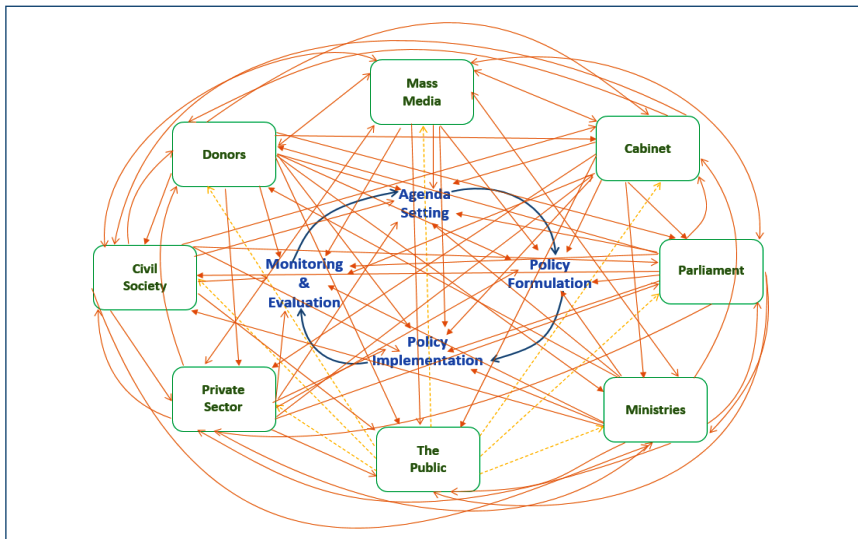 Mass
Media
Donors
Cabinet
Agenda
Setting
Civil
Society
Monitoring
&
Evaluation
Policy
Formulation
Parliament
Policy
Implementation
Private
Sector
The
Public
Ministries